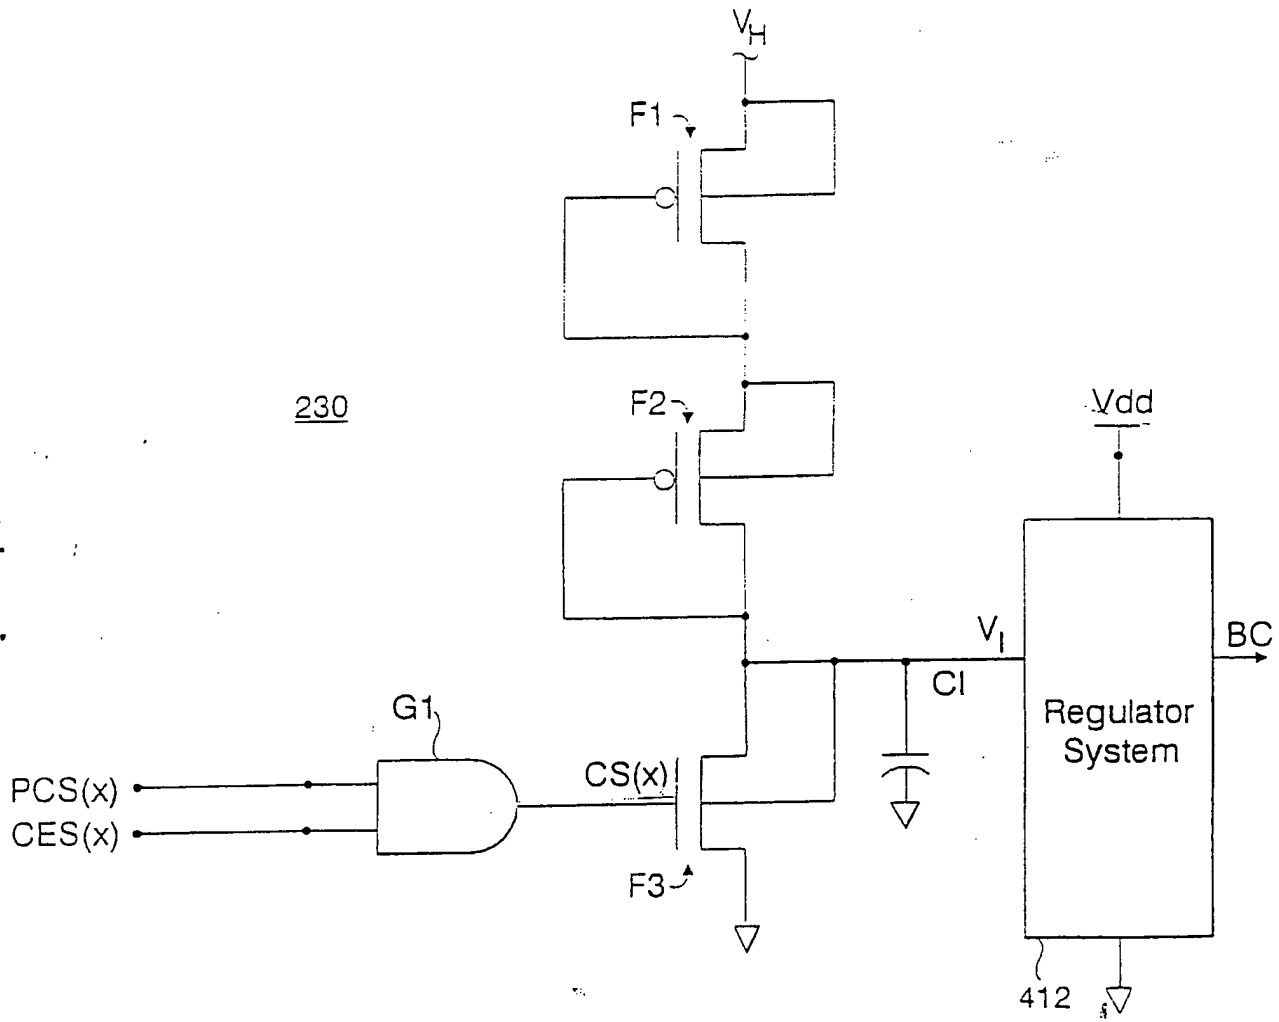 VH
F1
230
F2
Vdd
VI
BC
CI
G1
Regulator
System
CS(x)
PCS(x)
CES(x)
F3
412